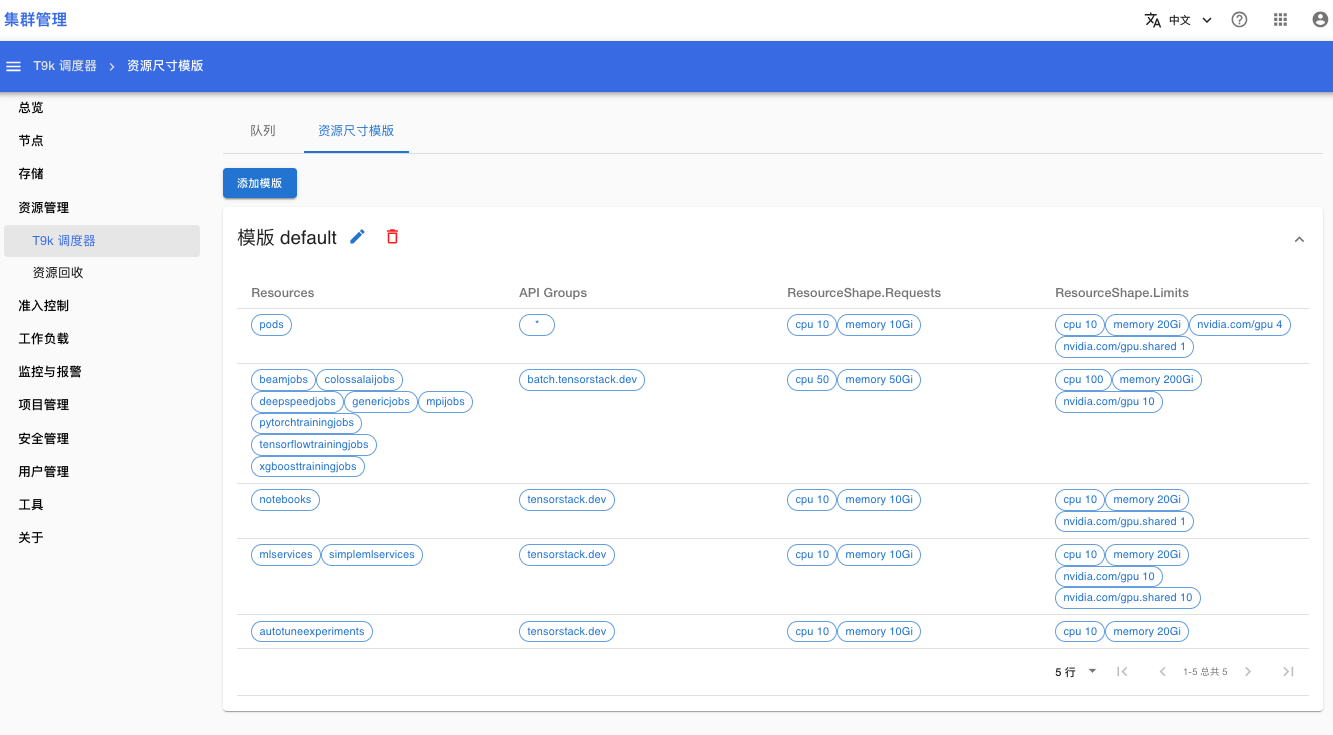 集群管理
中文
T9k 调度器 > 资源尺寸模版
总览
节点
存储
资源管理
T9k 调度器
资源回收
准入控制
工作负载
监控与报警
项目管理
安全管理
用户管理
工具
关于
队列 资源尺寸模版
添加模版
模版 default
Resources API Groups ResourceShape.Requests ResourceShape.Limits
pods * cpu 10 memory 10Gi cpu 10 memory 20Gi nvidia.com/gpu 4
nvidia.com/gpu.shared 1
beamjobs colossalaijobs batch.tensorstack.dev cpu 50 memory 50Gi cpu 100 memory 200Gi
deepspeedjobs genericjobs mpijobs nvidia.com/gpu 10
pytorchtrainingjobs
tensorflowtrainingjobs
xgboosttrainingjobs
notebooks tensorstack.dev cpu 10 memory 10Gi cpu 10 memory 20Gi
nvidia.com/gpu.shared 1
mlservices simplemlservices tensorstack.dev cpu 10 memory 10Gi cpu 10 memory 20Gi
nvidia.com/gpu 10
nvidia.com/gpu.shared 10
autotuneexperiments tensorstack.dev cpu 10 memory 10Gi cpu 10 memory 20Gi
5 行 1-5 总共 5